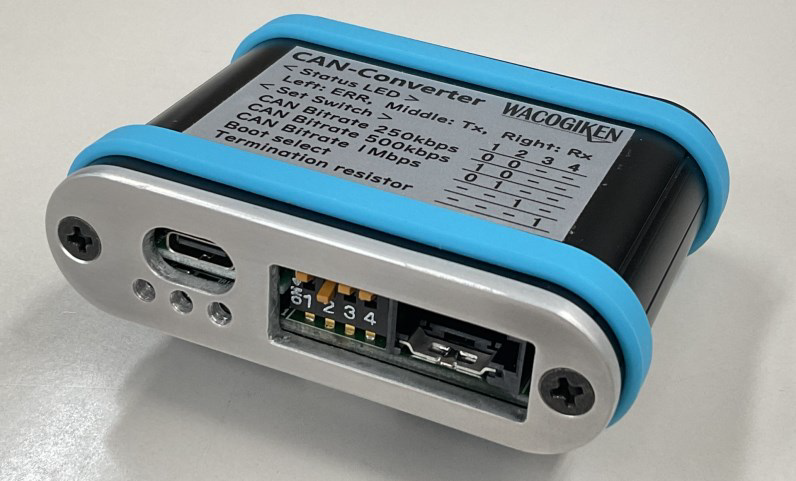 CAN-Converter WACOGIKEN
< Status LED >
Left: ERR, Middle: Tx, Right: Rx
< Set Switch > 1 2 3 4
CAN Bitrate 250kbps 0 0 - -
CAN Bitrate 500kbps 1 0 - -
CAN Bitrate 1Mbps 0 1 - -
Boot select - - 1 -
Termination resistor - - - 1
ON
1 2 3 4